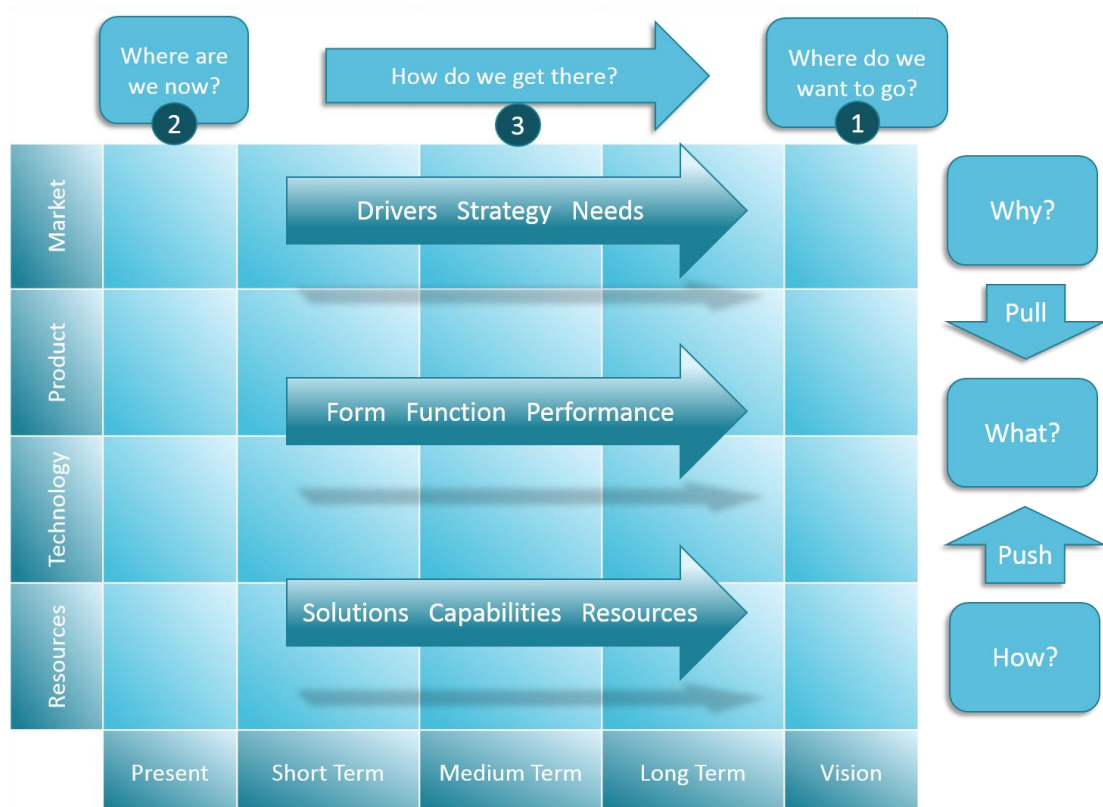 Where are
we now?
2
How do we get there?
3
Where do we
want to go?
1
Market
Drivers Strategy Needs
Why?
Pull
Product
Form Function Performance
What?
Technology
Push
Resources
Solutions Capabilities Resources
How?
Present
Short Term
Medium Term
Long Term
Vision